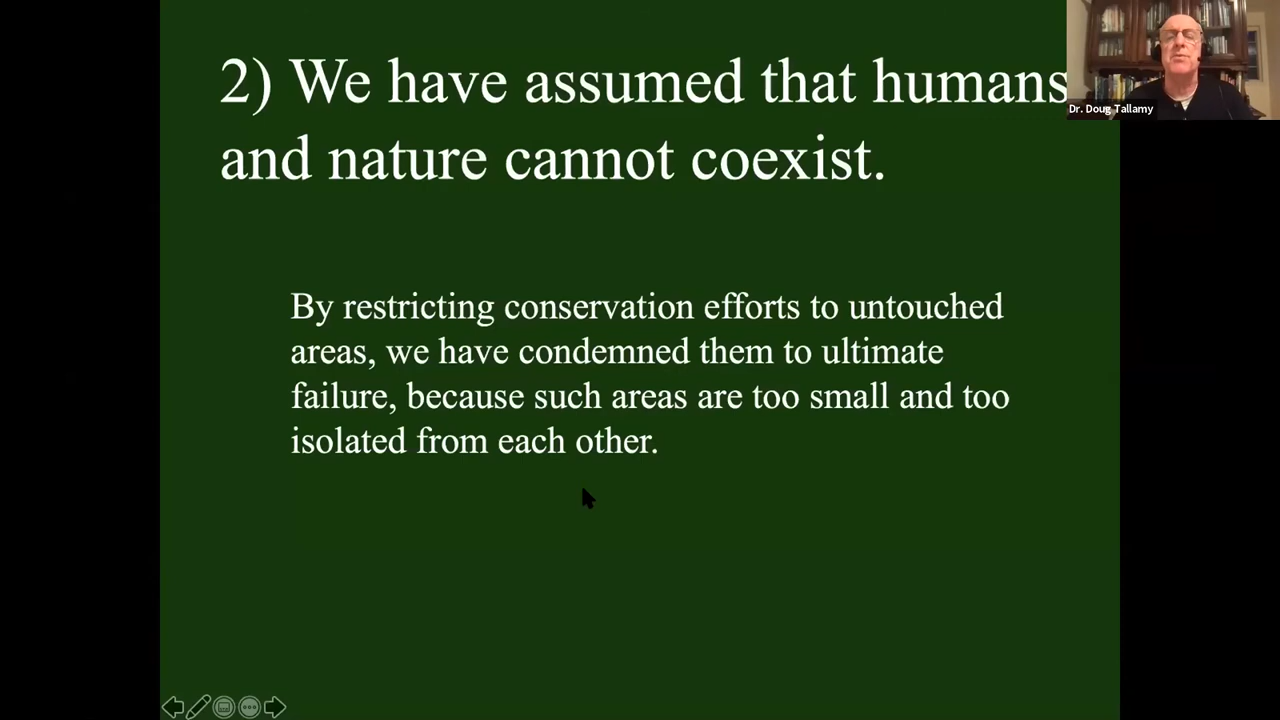 2) We have assumed that humans
and nature cannot coexist.
By restricting conservation efforts to untouched
areas, we have condemned them to ultimate
failure, because such areas are too small and too
isolated from each other.
Dr. Doug Tallamy